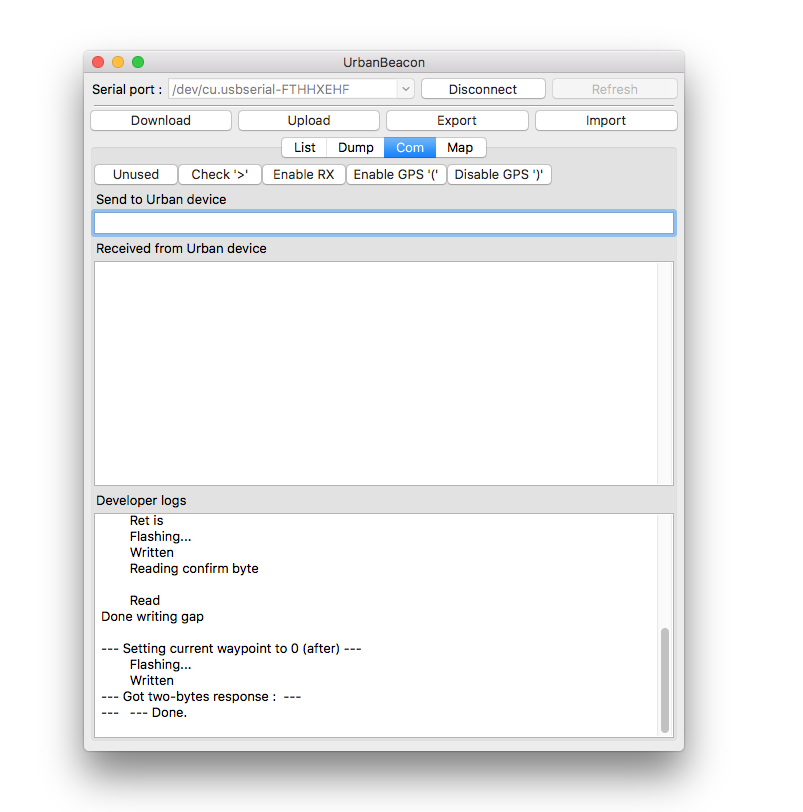 UrbanBeacon
Serial port : /dev/cu.usbserial-FTHHXEHF Disconnect Refresh
Download Upload Export Import
List Dump Com Map
Unused Check '>' Enable RX Enable GPS '(' Disable GPS ')'
Send to Urban device
Received from Urban device
Developer logs
Ret is
Flashing...
Written
Reading confirm byte
Read
Done writing gap
--- Setting current waypoint to 0 (after) ---
Flashing...
Written
--- Got two-bytes response :  ---
---   --- Done.